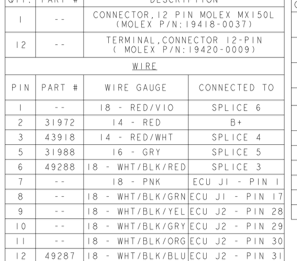 QTY. PART # DESCRIPTION
1 -- CONNECTOR,12 PIN MOLEX MX150L
(MOLEX P/N:19418-0037)
12 -- TERMINAL,CONNECTOR 12-PIN
( MOLEX P/N:19420-0009)
WIRE
PIN PART # WIRE GAUGE CONNECTED TO
1 -- 18 - RED/VIO SPLICE 6
2 31972 14 - RED B+
3 43918 14 - RED/WHT SPLICE 4
5 31988 16 - GRY SPLICE 5
6 49288 18 - WHT/BLK/RED SPLICE 3
7 -- 18 - PNK ECU J1 - PIN 1
8 -- 18 - WHT/BLK/GRN ECU J1 - PIN 17
9 -- 18 - WHT/BLK/YEL ECU J2 - PIN 28
10 -- 18 - WHT/BLK/GRY ECU J2 - PIN 29
11 -- 18 - WHT/BLK/ORG ECU J2 - PIN 30
12 49287 18 - WHT/BLK/BLU ECU J2 - PIN 31